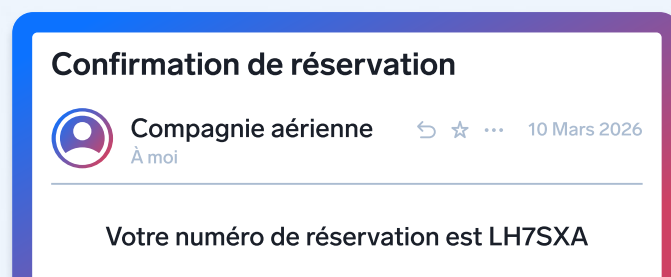 Confirmation de réservation
Compagnie aérienne
10 Mars 2026
À moi
Votre numéro de réservation est LH7SXA